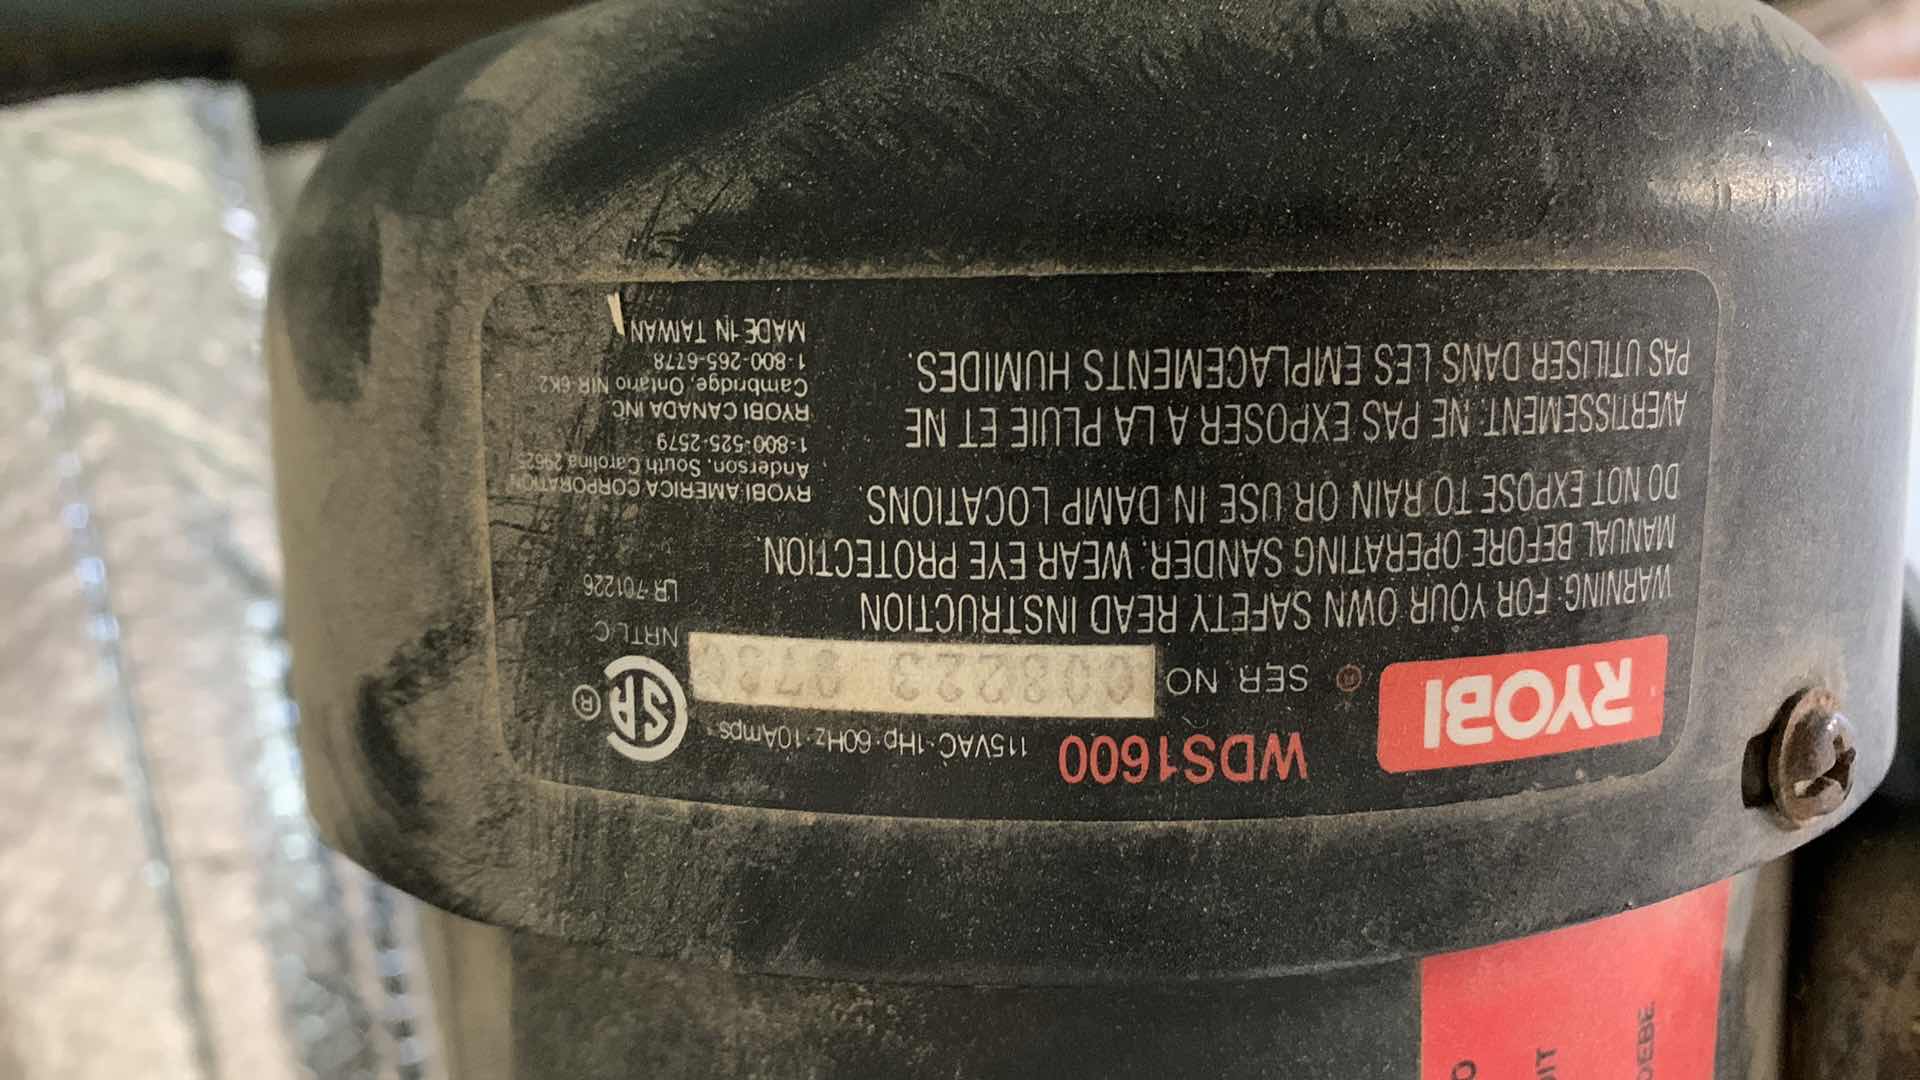 RYOBI ®
WDS1600 115VAC·1Hp·60Hz·10Amps
SER. NO
SA ®
NRTL/C
LR 701226
WARNING. FOR YOUR OWN SAFETY READ INSTRUCTION
MANUAL BEFORE OPERATING SANDER. WEAR EYE PROTECTION.
DO NOT EXPOSE TO RAIN OR USE IN DAMP LOCATIONS.
AVERTISSEMENT. NE PAS EXPOSER A LA PLUIE ET NE
PAS UTILISER DANS LES EMPLACEMENTS HUMIDES.
RYOBI AMERICA CORPORATION
Anderson, South Carolina 29625
1-800-525-2579
RYOBI CANADA INC
Cambridge, Ontario N1R 6K2
1-800-265-6778
MADE IN TAIWAN